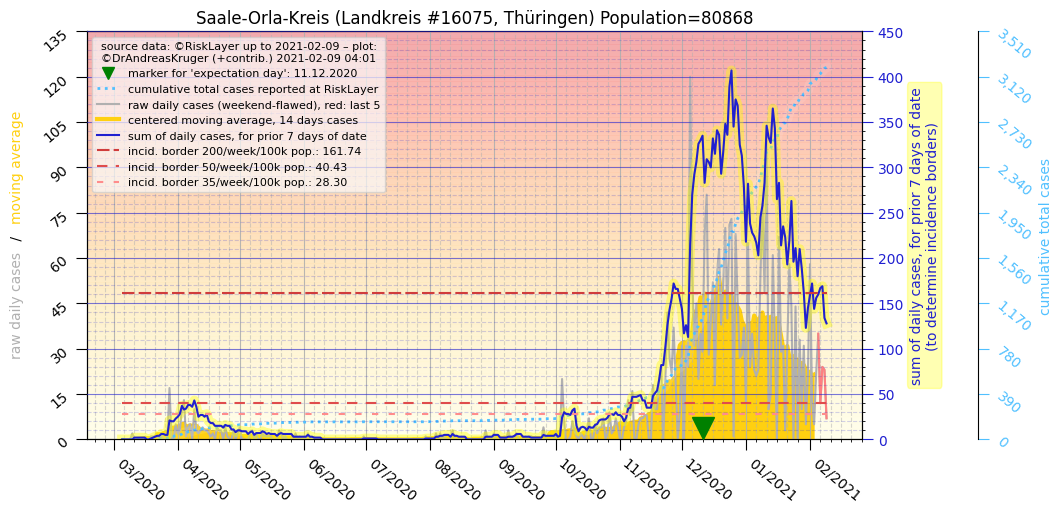 Saale-Orla-Kreis (Landkreis #16075, Thüringen) Population=80868
source data: ©RiskLayer up to 2021-02-09 – plot:
©DrAndreasKruger (+contrib.) 2021-02-09 04:01
marker for 'expectation day': 11.12.2020
cumulative total cases reported at RiskLayer
raw daily cases (weekend-flawed), red: last 5
centered moving average, 14 days cases
sum of daily cases, for prior 7 days of date
incid. border 200/week/100k pop.: 161.74
incid. border 50/week/100k pop.: 40.43
incid. border 35/week/100k pop.: 28.30
raw daily cases / moving average
135
120
105
90
75
60
45
30
15
0
03/2020
04/2020
05/2020
06/2020
07/2020
08/2020
09/2020
10/2020
11/2020
12/2020
01/2021
02/2021
450
400
350
300
250
200
150
100
50
0
sum of daily cases, for prior 7 days of date
(to determine incidence borders)
3,510
3,120
2,730
2,340
1,950
1,560
1,170
780
390
0
cumulative total cases